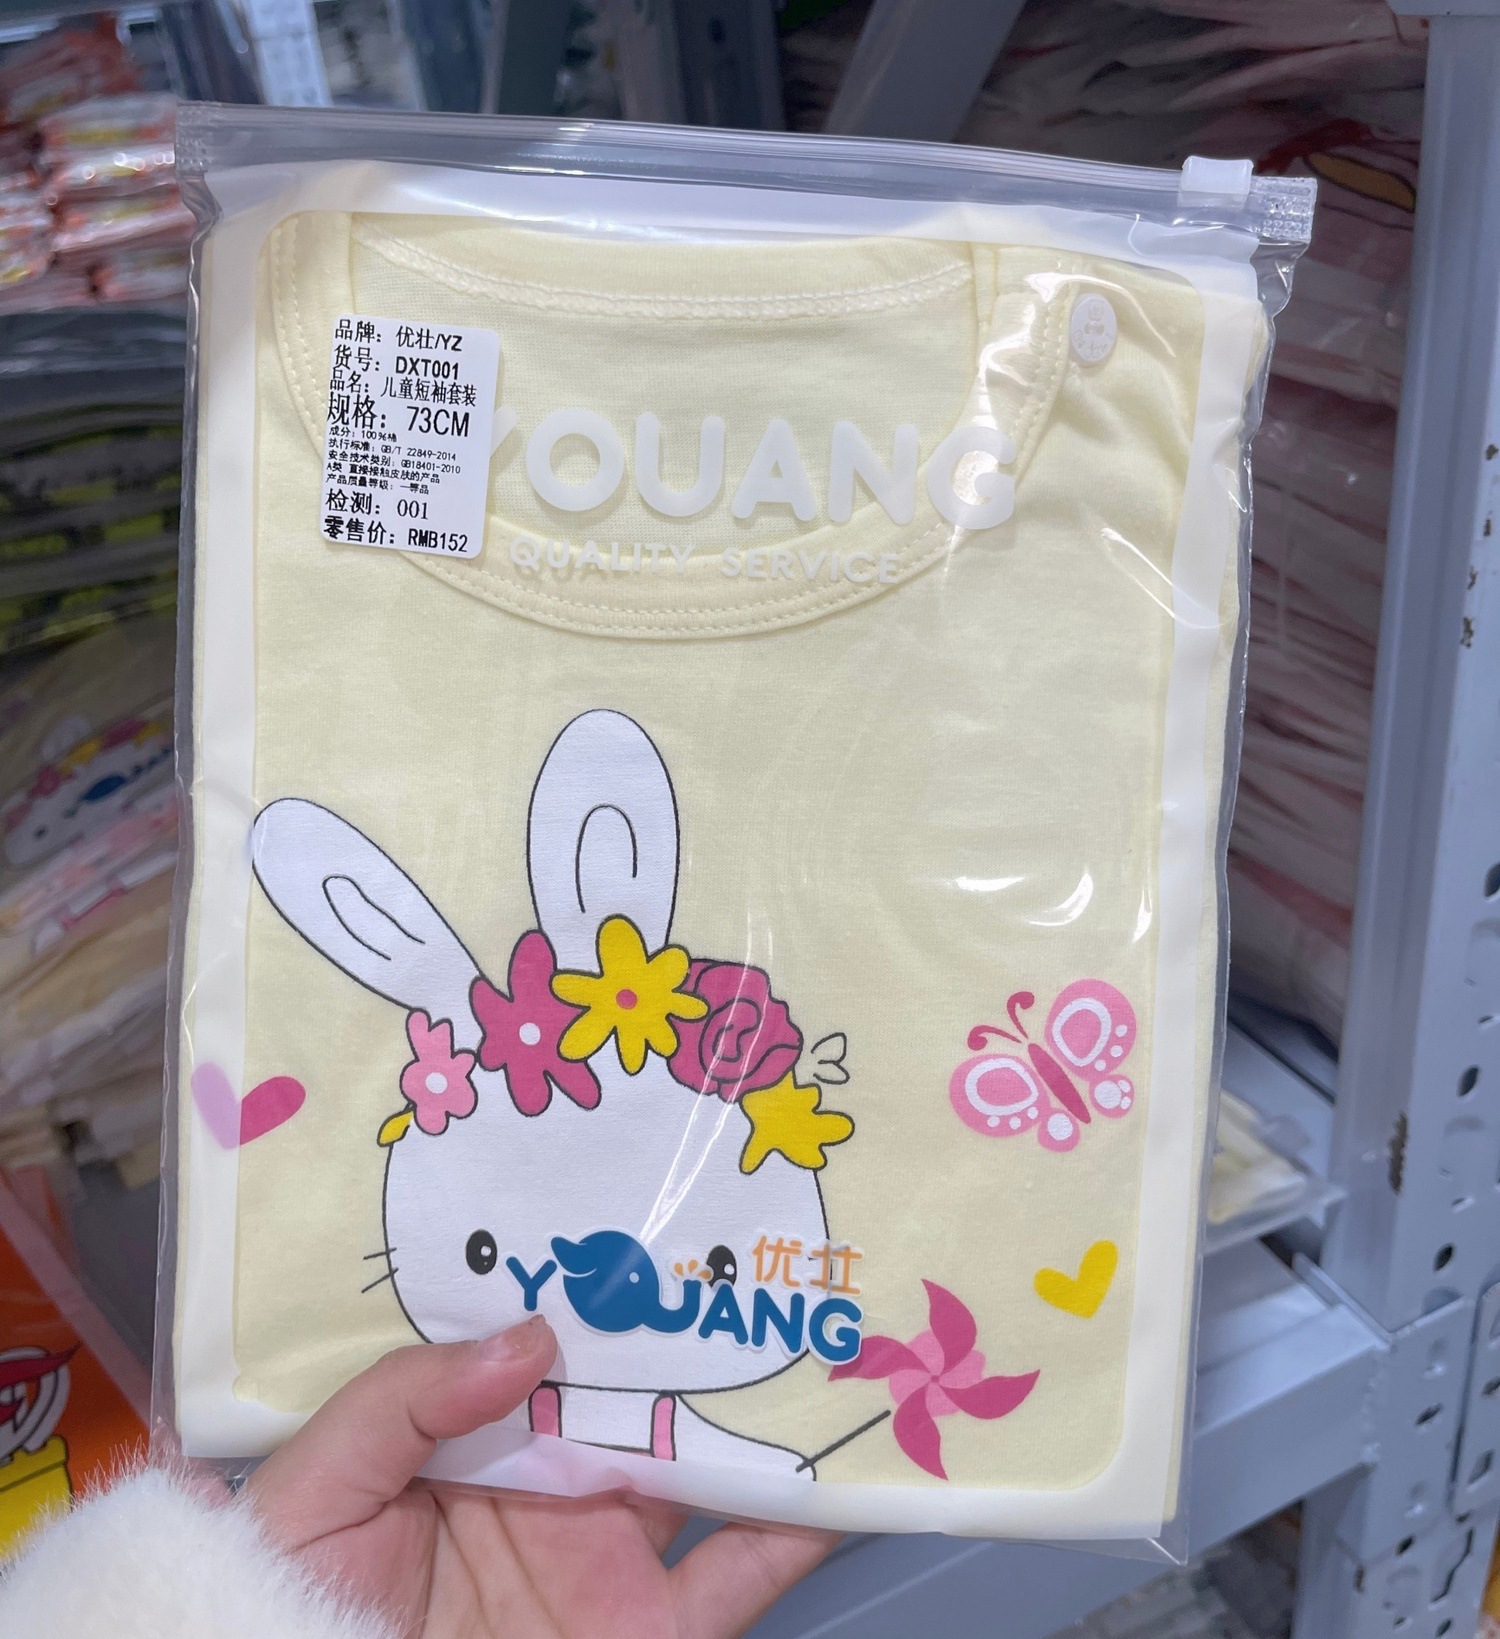 品牌：优壮/YZ
货号：DXT001
品名：儿童短袖套装
规格：73CM
成分：100%棉
执行标准：GB/T 22849-2014
安全技术类别：GB18401-2010
A类 直接接触皮肤的产品
产品质量等级：一等品
检测：001
零售价：RMB152
YOUANG
QUALITY SERVICE
优壮
YOUANG